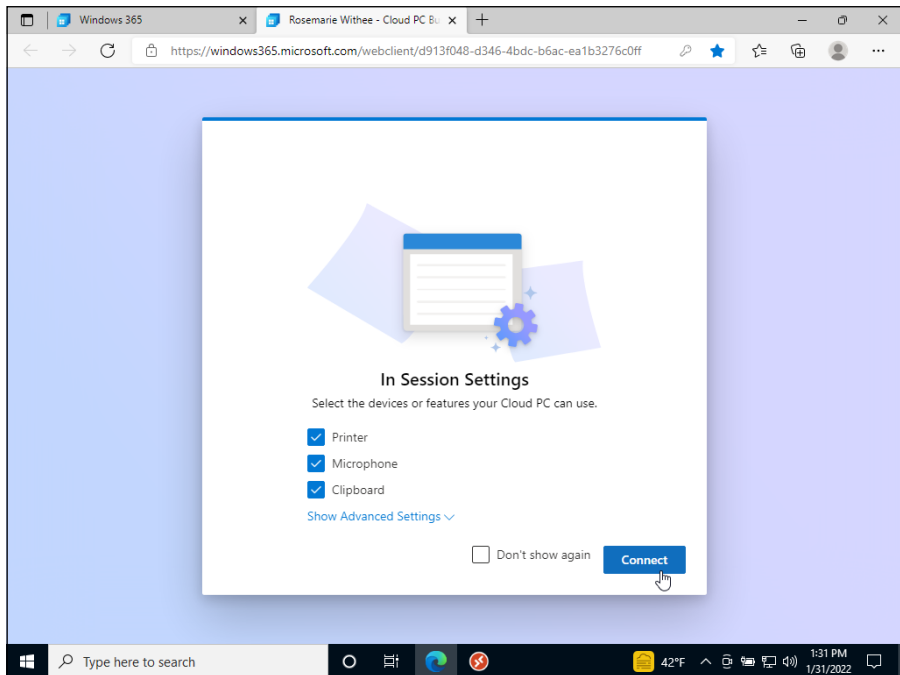 Windows 365
Rosemarie Withee - Cloud PC Bu
https://windows365.microsoft.com/webclient/d913f048-d346-4bdc-b6ac-ea1b3276c0ff
In Session Settings
Select the devices or features your Cloud PC can use.
Printer
Microphone
Clipboard
Show Advanced Settings
Don't show again
Connect
Type here to search
42°F
1:31 PM
1/31/2022